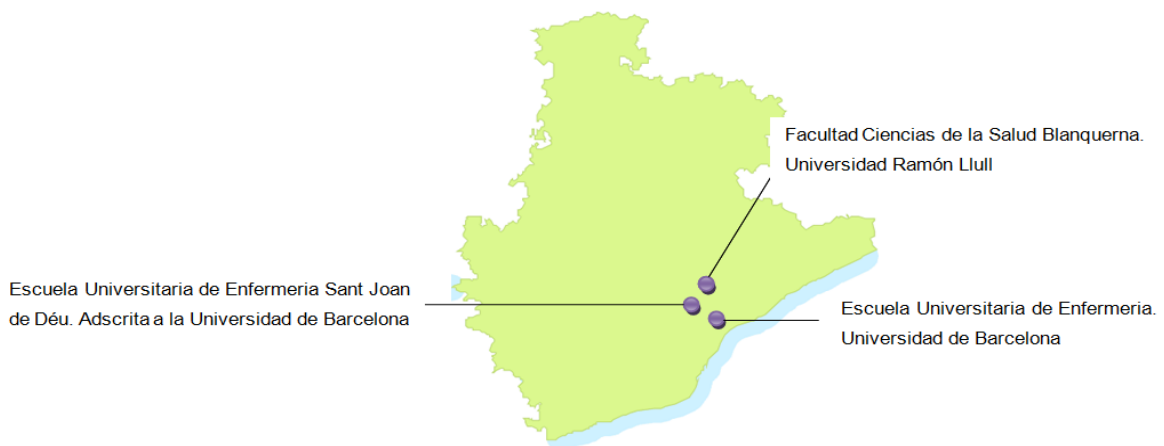 Facultad Ciencias de la Salud Blanquerna.
Universidad Ramón Llull
Escuela Universitaria de Enfermeria Sant Joan
de Déu. Adscrita a la Universidad de Barcelona
Escuela Universitaria de Enfermeria.
Universidad de Barcelona